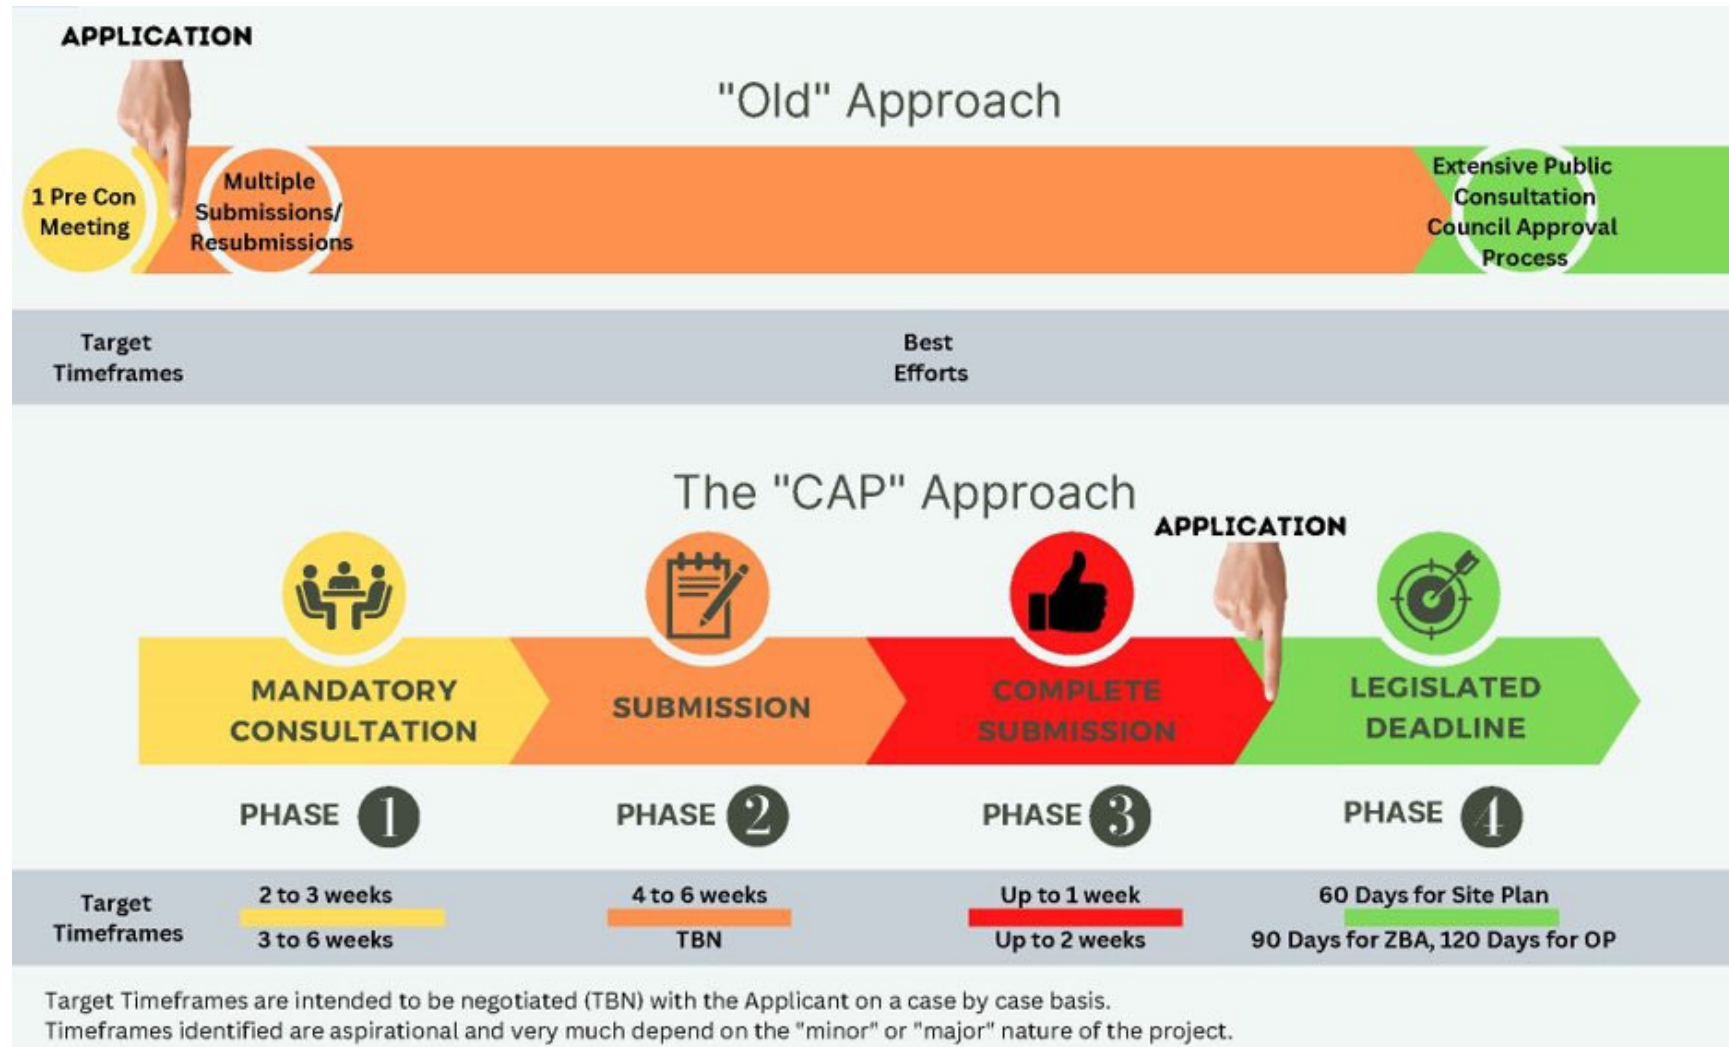 APPLICATION
"Old" Approach
1 Pre Con
Meeting
Multiple
Submissions/
Resubmissions
Extensive Public
Consultation
Council Approval
Process
Target
Timeframes
Best
Efforts
The "CAP" Approach
APPLICATION
MANDATORY
CONSULTATION
SUBMISSION
COMPLETE
SUBMISSION
LEGISLATED
DEADLINE
PHASE 1
PHASE 2
PHASE 3
PHASE 4
Target
Timeframes
2 to 3 weeks
3 to 6 weeks
4 to 6 weeks
TBN
Up to 1 week
Up to 2 weeks
60 Days for Site Plan
90 Days for ZBA, 120 Days for OP
Target Timeframes are intended to be negotiated (TBN) with the Applicant on a case by case basis.
Timeframes identified are aspirational and very much depend on the "minor" or "major" nature of the project.